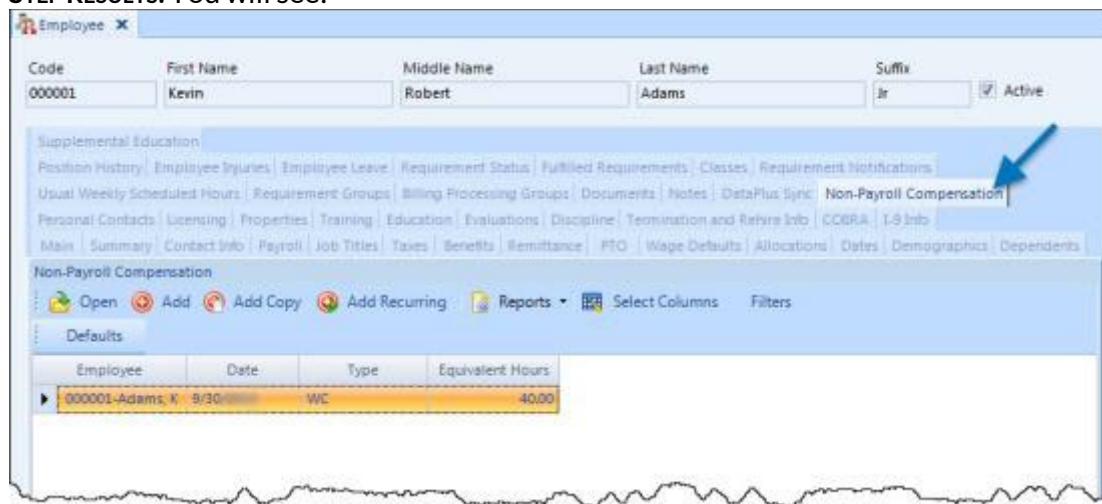 STEP RESULTS: You will see:
Employee
Code First Name Middle Name Last Name Suffix
000001 Kevin Robert Adams Jr Active
Supplemental Education
Position History Employee Injuries Employee Leave Requirement Status Fulfilled Requirements Classes Requirement Notifications
Usual Weekly Scheduled Hours Requirement Groups Billing Processing Groups Documents Notes DataPlus Sync Non-Payroll Compensation
Personal Contacts Licensing Properties Training Education Evaluations Discipline Termination and Rehire Info COBRA I-9 Info
Main Summary Contact Info Payroll Job Titles Taxes Benefits Remittance PTO Wage Defaults Allocations Dates Demographics Dependents
Non-Payroll Compensation
Open Add Add Copy Add Recurring Reports Select Columns Filters
Defaults
Employee Date Type Equivalent Hours
000001-Adams, K 9/30/ WC 40.00